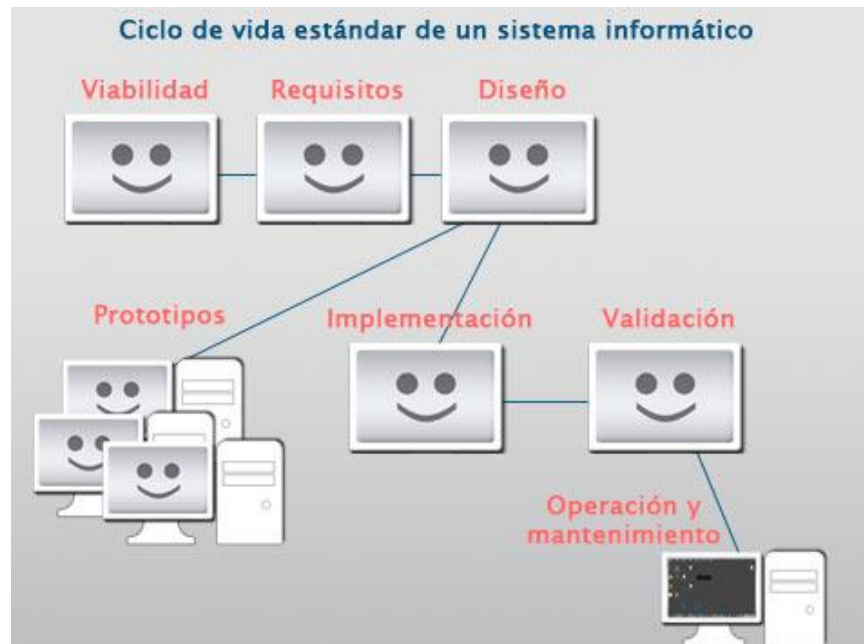 Ciclo de vida estándar de un sistema informático
Viabilidad
Requisitos
Diseño
Prototipos
Implementación
Validación
Operación y
mantenimiento